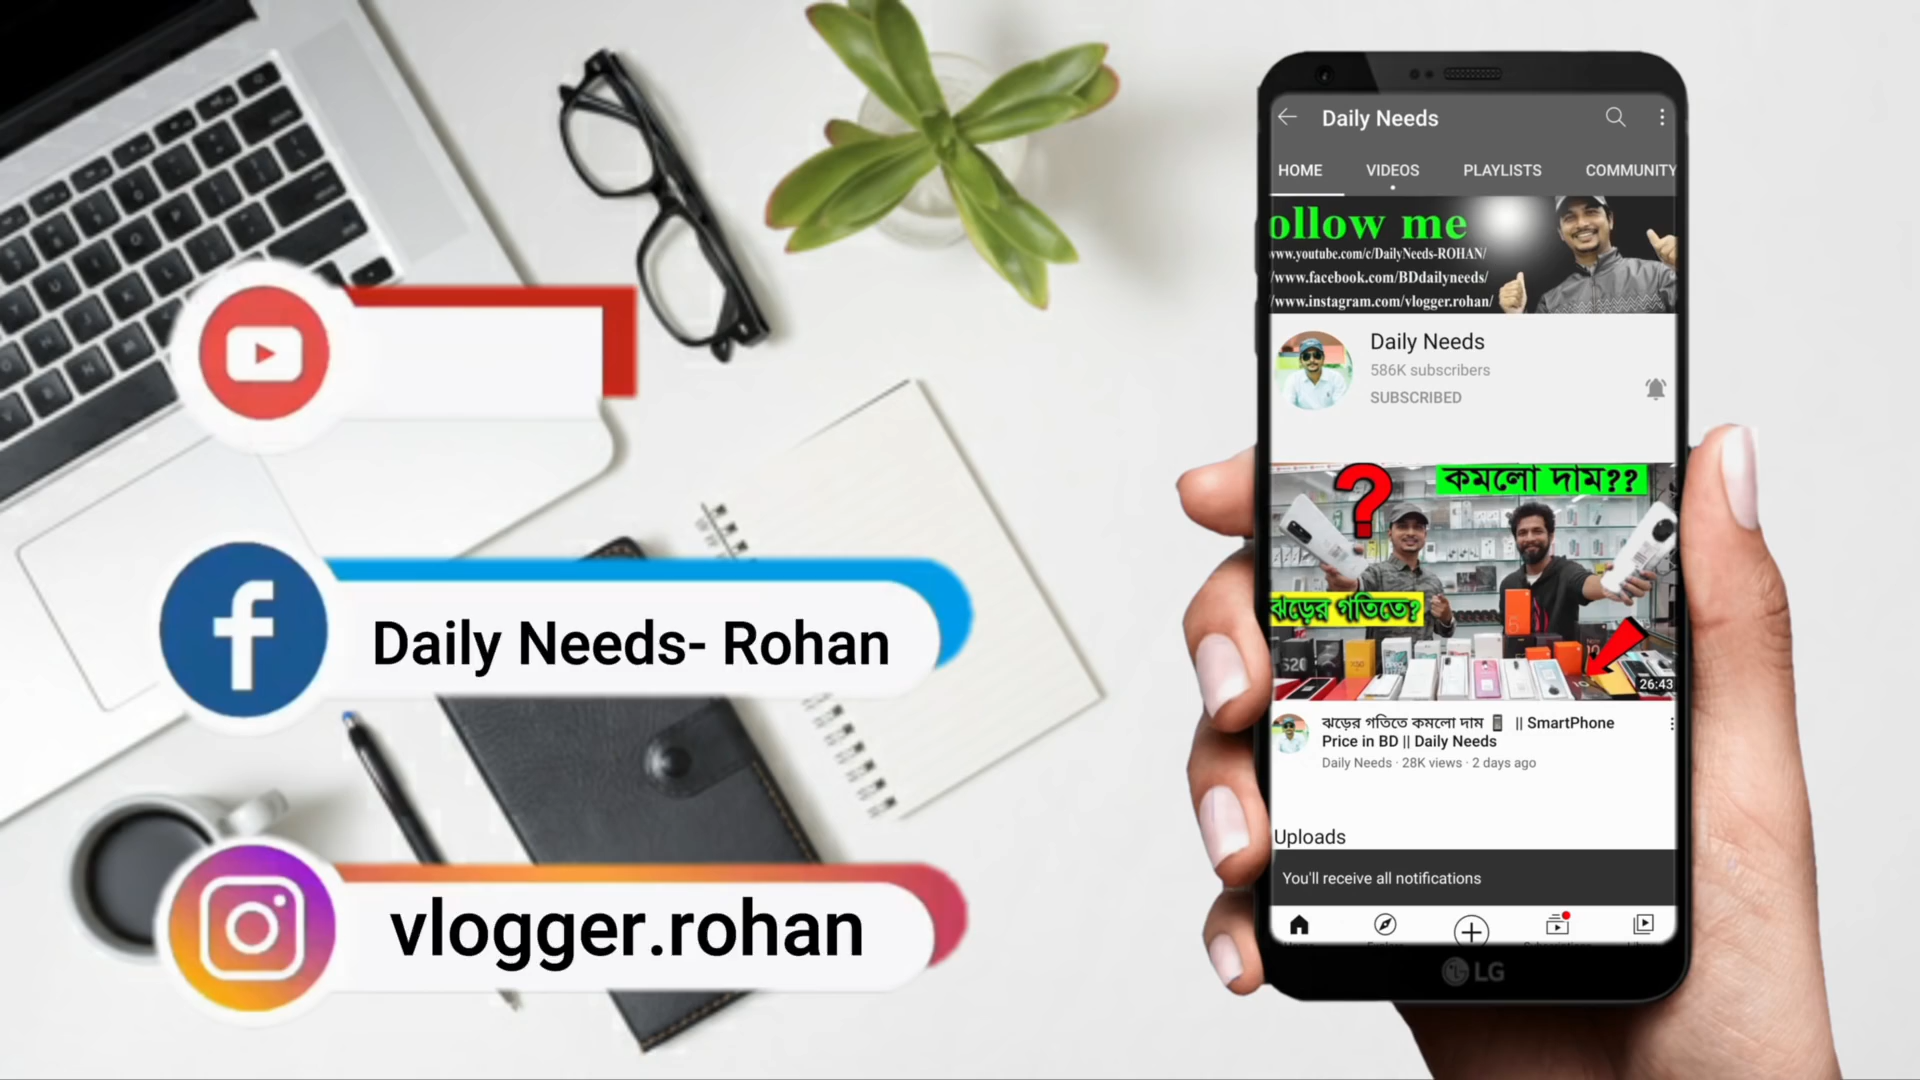 Daily Needs- Rohan
vlogger.rohan
Daily Needs
HOME VIDEOS PLAYLISTS COMMUNITY
ollow me
www.youtube.com/c/DailyNeeds-ROHAN/
/www.facebook.com/BDdailyneeds/
/www.instagram.com/vlogger.rohan/
Daily Needs
586K subscribers
SUBSCRIBED
?
কমলো দাম??
ঝড়ের গতিতে?
S20
26:43
ঝড়ের গতিতে কমলো দাম || SmartPhone
Price in BD || Daily Needs
Daily Needs · 28K views · 2 days ago
Uploads
You'll receive all notifications
LG